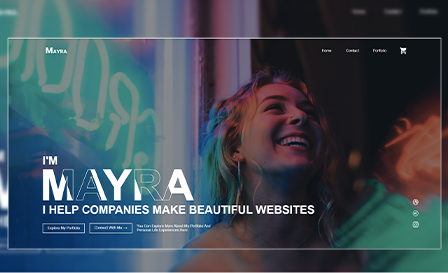 MAYRA
Home Contact Portfolio
I'M
MAYRA
I HELP COMPANIES MAKE BEAUTIFUL WEBSITES
Explore My Portfolio
Connect With Me
You Can Explore More About My Portfolio And
Personal Life Experiences Here